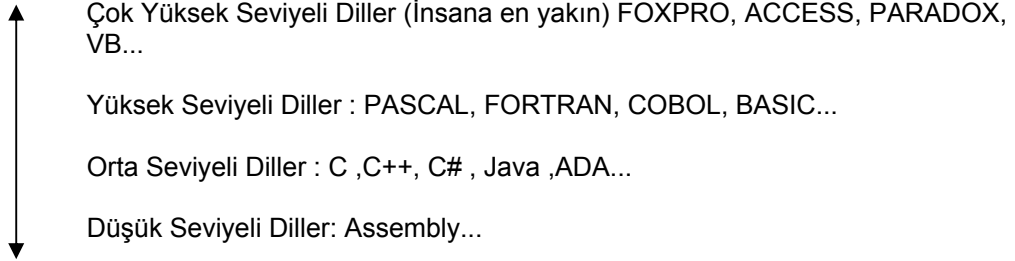 Çok Yüksek Seviyeli Diller (İnsana en yakın) FOXPRO, ACCESS, PARADOX,
VB...
Yüksek Seviyeli Diller : PASCAL, FORTRAN, COBOL, BASIC...
Orta Seviyeli Diller : C ,C++, C# , Java ,ADA...
Düşük Seviyeli Diller: Assembly...